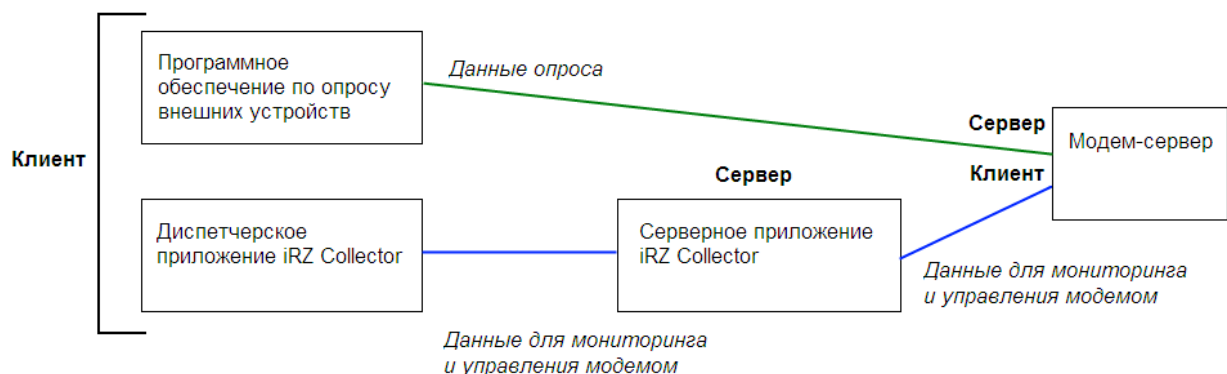 Программное
обеспечение по опросу
внешних устройств
Данные опроса
Сервер
Модем-сервер
Клиент
Клиент
Сервер
Диспетчерское
приложение iRZ Collector
Серверное приложение
iRZ Collector
Данные для мониторинга
и управления модемом
Данные для мониторинга
и управления модемом